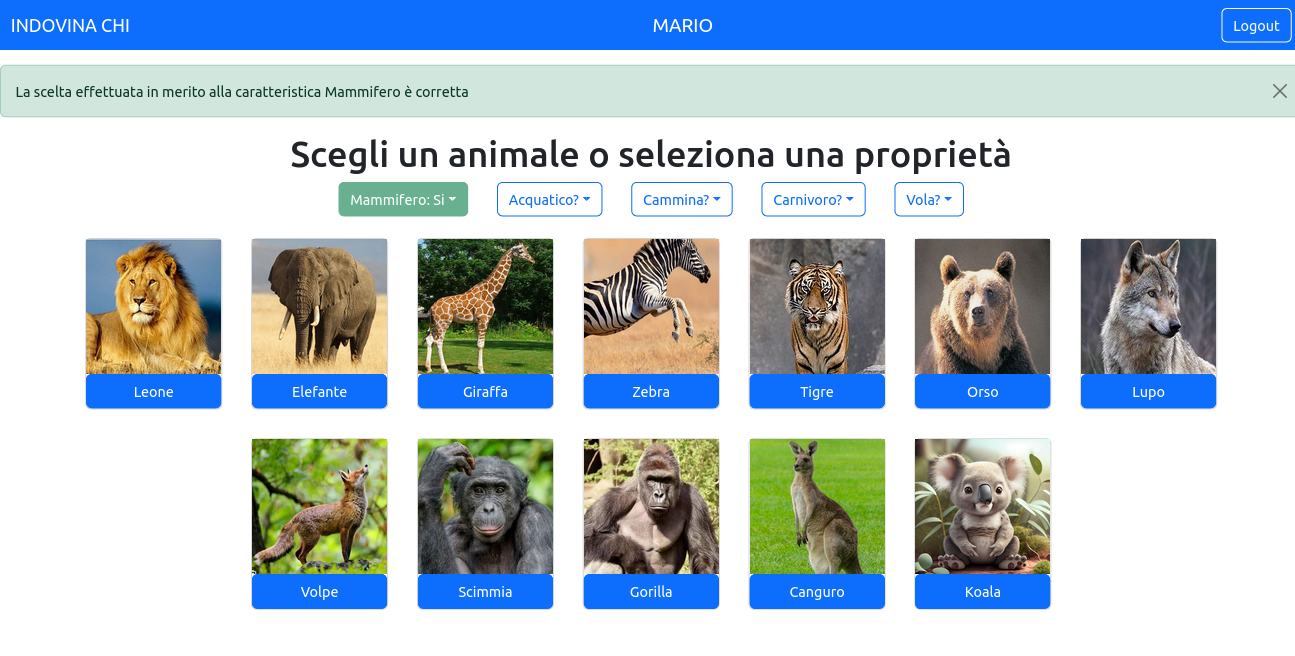 INDOVINA CHI MARIO Logout
La scelta effettuata in merito alla caratteristica Mammifero è corretta
Scegli un animale o seleziona una proprietà
Mammifero: Si Acquatico? Cammina? Carnivoro? Vola?
Leone Elefante Giraffa Zebra Tigre Orso Lupo
Volpe Scimmia Gorilla Canguro Koala